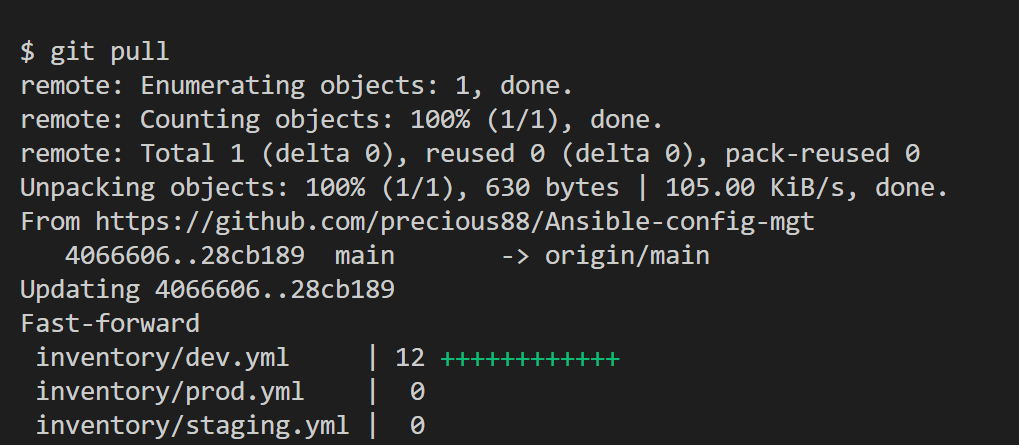 $ git pull
remote: Enumerating objects: 1, done.
remote: Counting objects: 100% (1/1), done.
remote: Total 1 (delta 0), reused 0 (delta 0), pack-reused 0
Unpacking objects: 100% (1/1), 630 bytes | 105.00 KiB/s, done.
From https://github.com/precious88/Ansible-config-mgt
   4066606..28cb189  main       -> origin/main
Updating 4066606..28cb189
Fast-forward
 inventory/dev.yml     | 12 ++++++++++++
 inventory/prod.yml    |  0
 inventory/staging.yml |  0